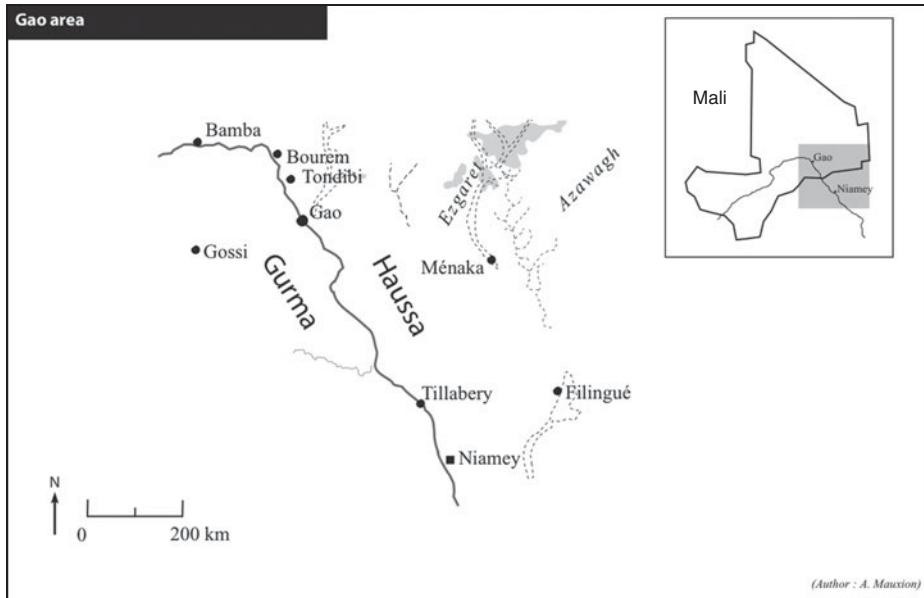 Gao area
Mali
Gao
Niamey
Bamba
Bourem
Tondibi
Gao
Gossi
Gurma
Haussa
Ezgaret
Azawagh
Ménaka
Tillabery
Filingué
Niamey
N
0 200 km
(Author : A. Mauxion)